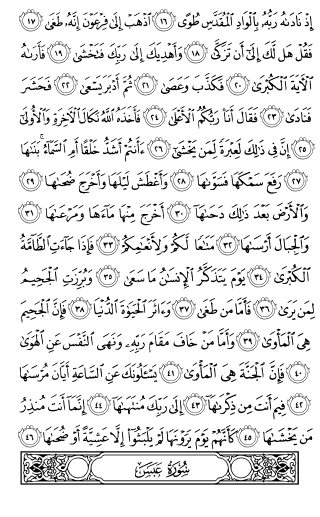 إِذْ نَادَىٰهُ رَبُّهُۥ بِٱلْوَادِ ٱلْمُقَدَّسِ طُوًى ١٦ ٱذْهَبْ إِلَىٰ فِرْعَوْنَ إِنَّهُۥ طَغَىٰ ١٧
فَقُلْ هَل لَّكَ إِلَىٰٓ أَن تَزَكَّىٰ ١٨ وَأَهْدِيَكَ إِلَىٰ رَبِّكَ فَتَخْشَىٰ ١٩ فَأَرَىٰهُ
ٱلْءَايَةَ ٱلْكُبْرَىٰ ٢٠ فَكَذَّبَ وَعَصَىٰ ٢١ ثُمَّ أَدْبَرَ يَسْعَىٰ ٢٢ فَحَشَرَ
فَنَادَىٰ ٢٣ فَقَالَ أَنَا۠ رَبُّكُمُ ٱلْأَعْلَىٰ ٢٤ فَأَخَذَهُ ٱللَّهُ نَكَالَ ٱلْءَاخِرَةِ وَٱلْأُولَىٰٓ
٢٥ إِنَّ فِى ذَٰلِكَ لَعِبْرَةً لِّمَن يَخْشَىٰٓ ٢٦ ءَأَنتُمْ أَشَدُّ خَلْقًا أَمِ ٱلسَّمَآءُ ۚ بَنَىٰهَا
٢٧ رَفَعَ سَمْكَهَا فَسَوَّىٰهَا ٢٨ وَأَغْطَشَ لَيْلَهَا وَأَخْرَجَ ضُحَىٰهَا ٢٩
وَٱلْأَرْضَ بَعْدَ ذَٰلِكَ دَحَىٰهَآ ٣٠ أَخْرَجَ مِنْهَا مَآءَهَا وَمَرْعَىٰهَا ٣١
وَٱلْجِبَالَ أَرْسَىٰهَا ٣٢ مَتَٰعًا لَّكُمْ وَلِأَنْعَٰمِكُمْ ٣٣ فَإِذَا جَآءَتِ ٱلطَّآمَّةُ
ٱلْكُبْرَىٰ ٣٤ يَوْمَ يَتَذَكَّرُ ٱلْإِنسَٰنُ مَا سَعَىٰ ٣٥ وَبُرِّزَتِ ٱلْجَحِيمُ
لِمَن يَرَىٰ ٣٦ فَأَمَّا مَن طَغَىٰ ٣٧ وَءَاثَرَ ٱلْحَيَوٰةَ ٱلدُّنْيَا ٣٨ فَإِنَّ ٱلْجَحِيمَ
هِىَ ٱلْمَأْوَىٰ ٣٩ وَأَمَّا مَنْ خَافَ مَقَامَ رَبِّهِۦ وَنَهَى ٱلنَّفْسَ عَنِ ٱلْهَوَىٰ
٤٠ فَإِنَّ ٱلْجَنَّةَ هِىَ ٱلْمَأْوَىٰ ٤١ يَسْـَٔلُونَكَ عَنِ ٱلسَّاعَةِ أَيَّانَ مُرْسَىٰهَا
٤٢ فِيمَ أَنتَ مِن ذِكْرَىٰهَآ ٤٣ إِلَىٰ رَبِّكَ مُنتَهَىٰهَآ ٤٤ إِنَّمَآ أَنتَ مُنذِرُ
مَن يَخْشَىٰهَا ٤٥ كَأَنَّهُمْ يَوْمَ يَرَوْنَهَا لَمْ يَلْبَثُوٓا۟ إِلَّا عَشِيَّةً أَوْ ضُحَىٰهَا ٤٦
سُورَةُ عَبَسَ